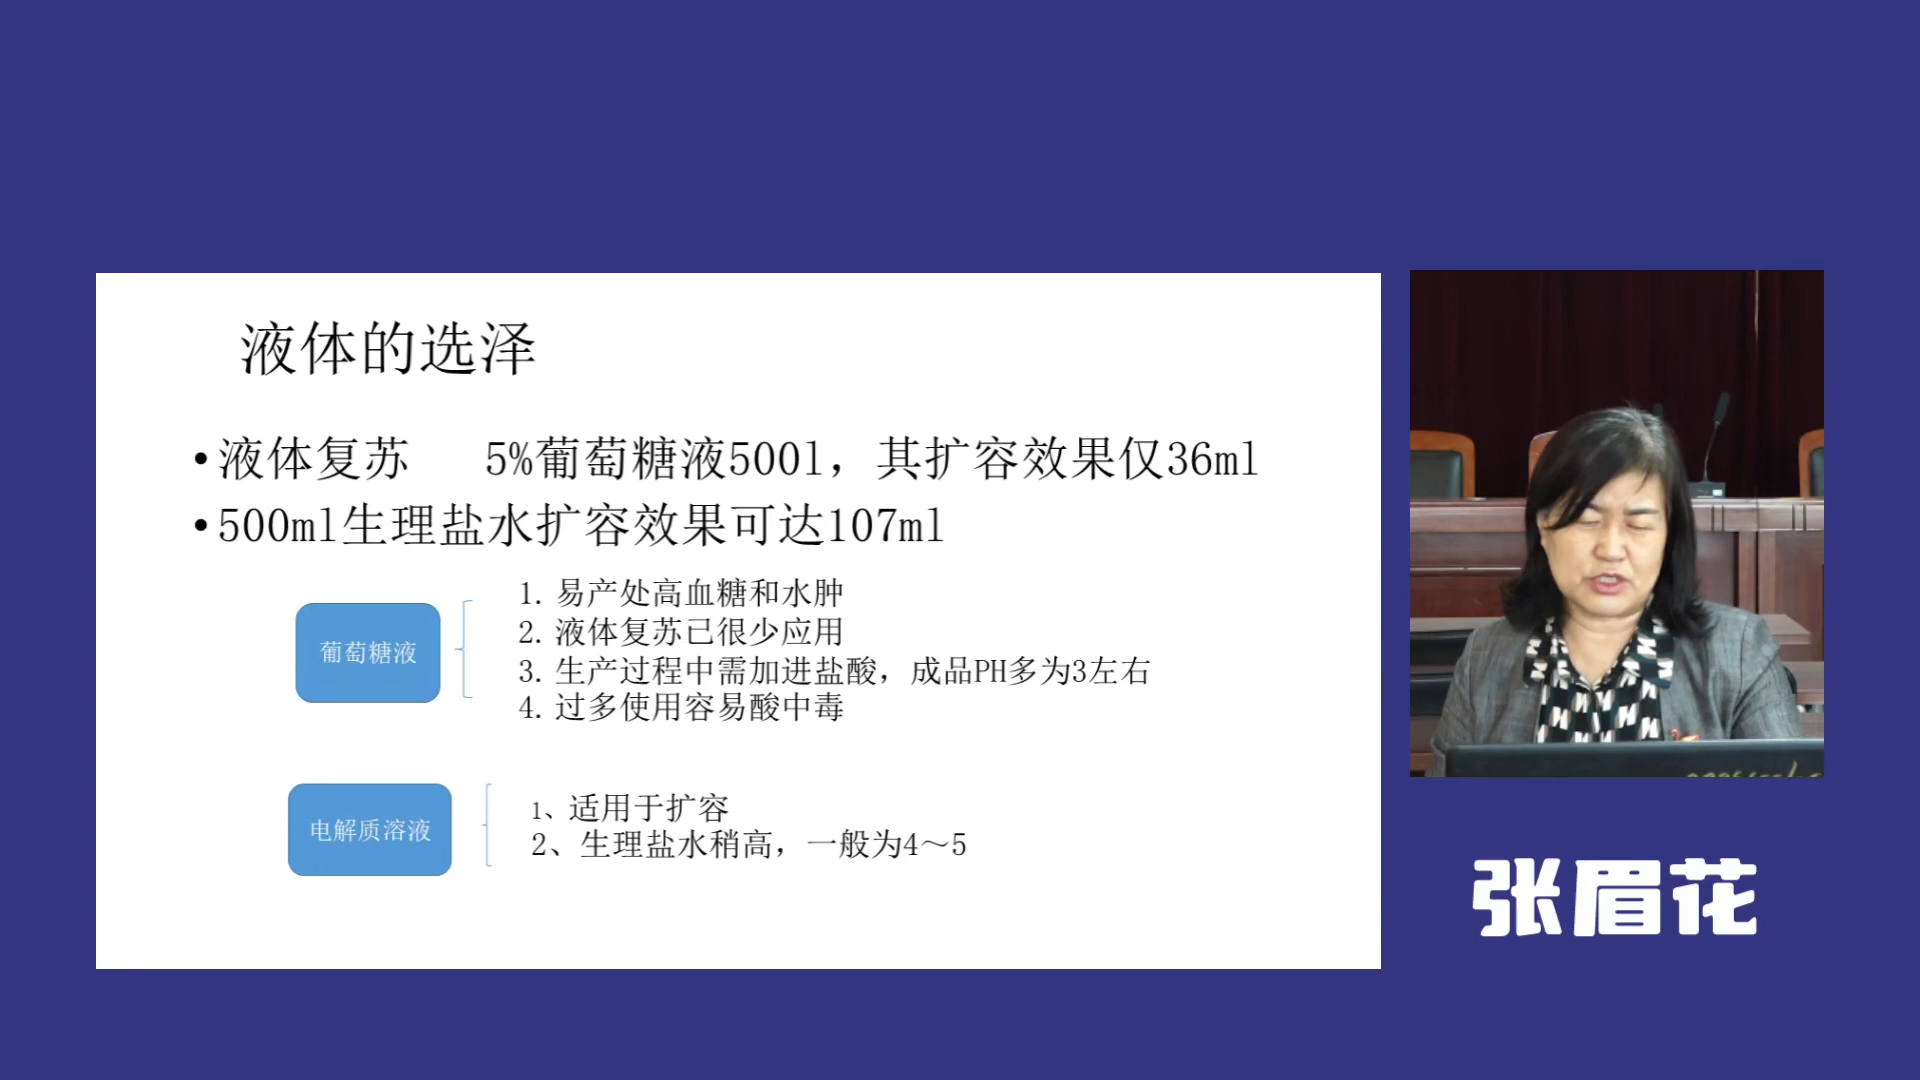 液体的选泽
•液体复苏 5%葡萄糖液500l，其扩容效果仅36ml
•500ml生理盐水扩容效果可达107ml
1. 易产处高血糖和水肿
2. 液体复苏已很少应用
葡萄糖液
3. 生产过程中需加进盐酸，成品PH多为3左右
4. 过多使用容易酸中毒
电解质溶液
1、适用于扩容
2、生理盐水稍高，一般为4～5
张眉花